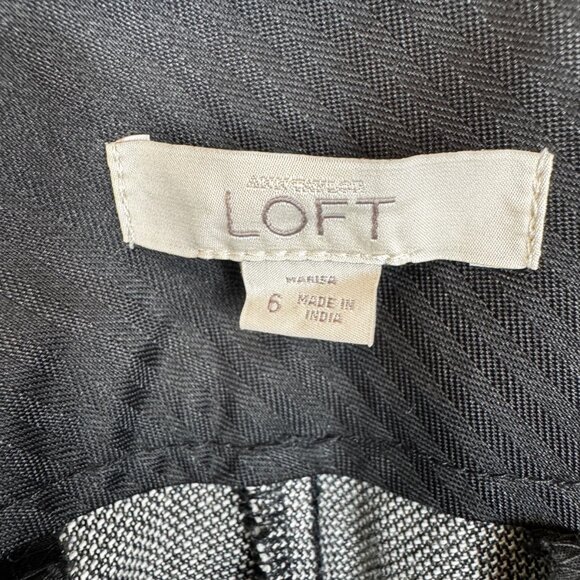 ANN TAYLOR
LOFT
MARISA
6 MADE IN
INDIA